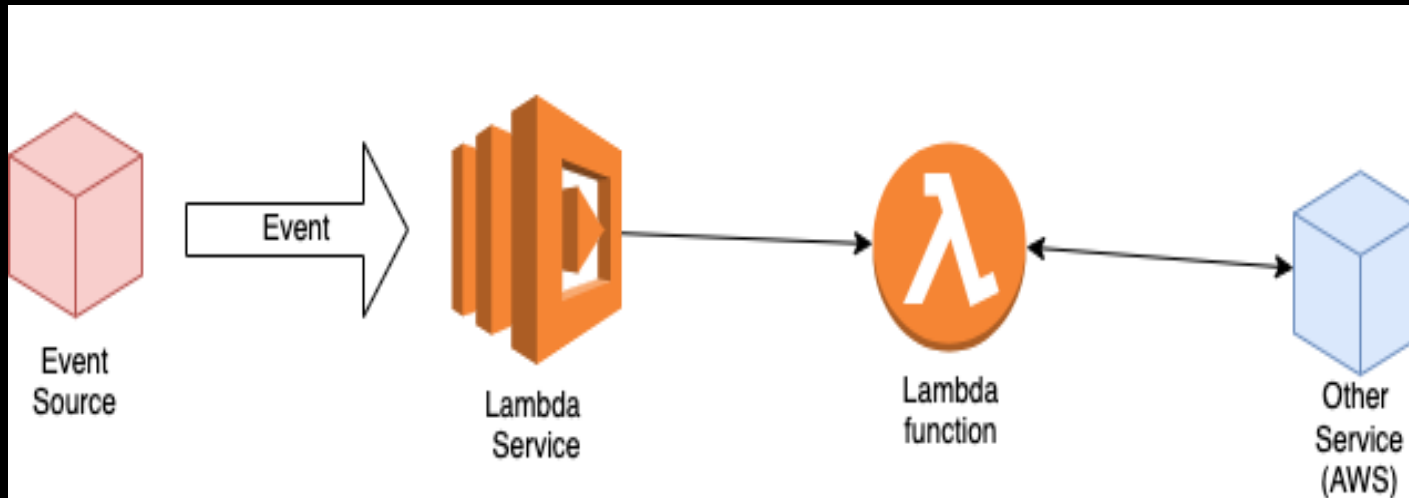 Event
Event
Source
Lambda
Service
λ
Lambda
function
Other
Service
(AWS)